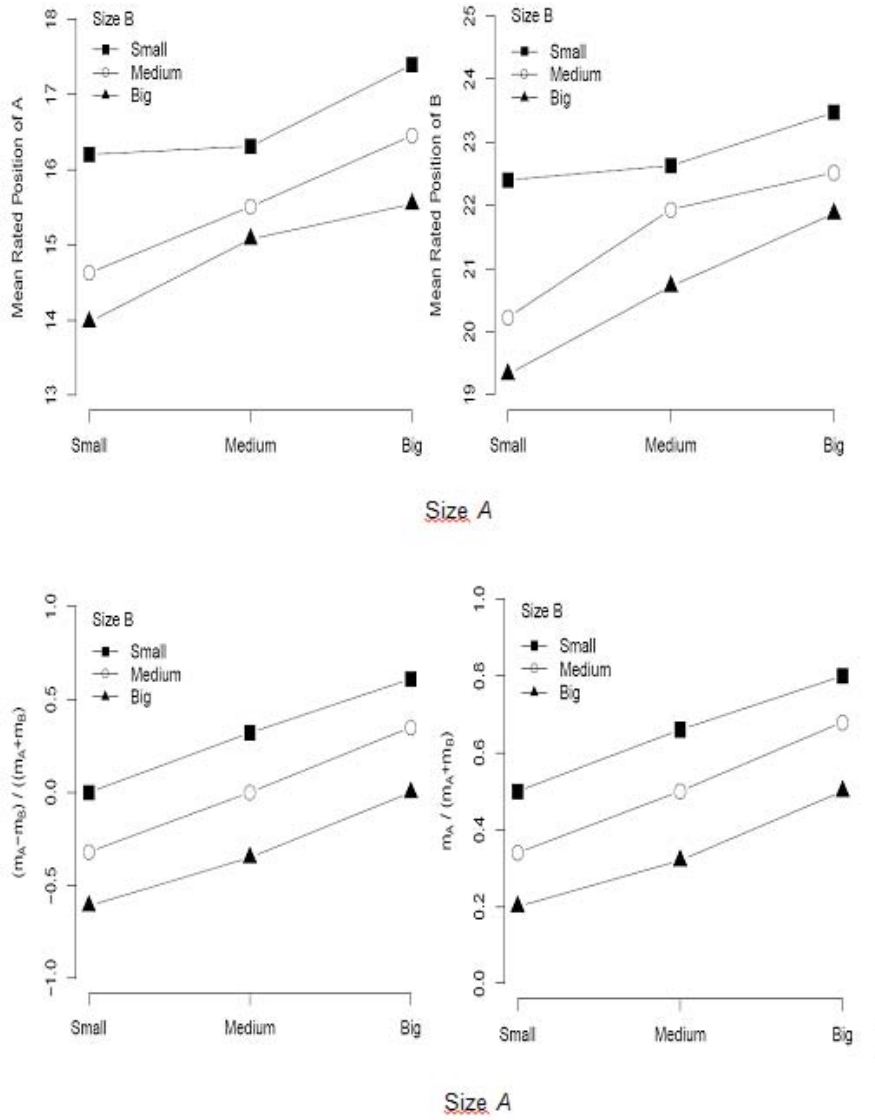 Size B
Small
Medium
Big
Mean Rated Position of A
18
17
16
15
14
13
Small Medium Big
Size B
Small
Medium
Big
Mean Rated Position of B
25
24
23
22
21
20
19
Small Medium Big
Size A
Size B
Small
Medium
Big
(mA−mB) / ((mA+mB)
1.0
0.5
0.0
−0.5
−1.0
Small Medium Big
Size B
Small
Medium
Big
mA / (mA+mB)
1.0
0.8
0.6
0.4
0.2
0.0
Small Medium Big
Size A